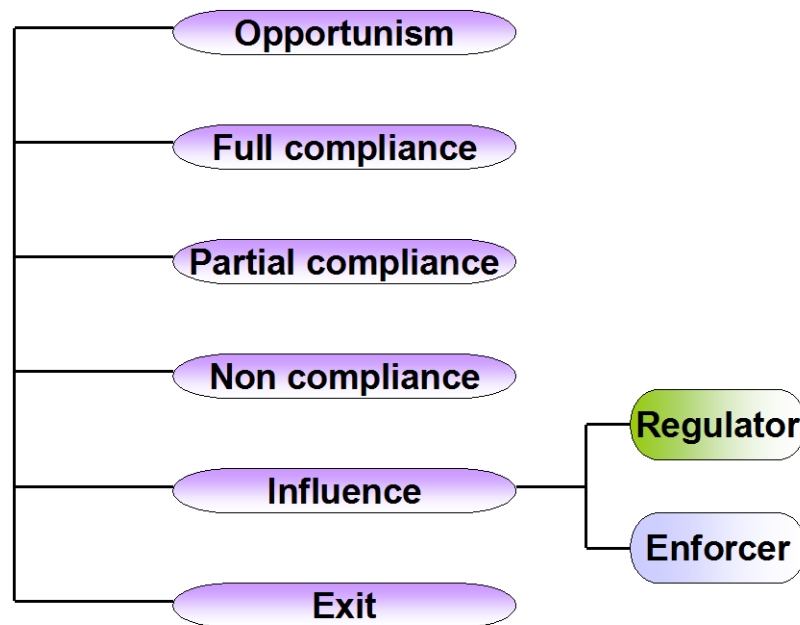 Opportunism
Full compliance
Partial compliance
Non compliance
Regulator
Influence
Enforcer
Exit